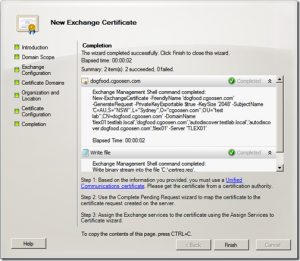 New Exchange Certificate
Introduction
Domain Scope
Exchange
Configuration
Certificate Domains
Organization and
Location
Certificate
Configuration
Completion
Completion
The wizard completed successfully. Click Finish to close this wizard.
Elapsed time: 00:00:02
Summary: 2 item(s). 2 succeeded, 0 failed.
dogfood.cgoosen.com
Completed
Exchange Management Shell command completed:
New-ExchangeCertificate -FriendlyName 'dogfood.cgoosen.com'
-GenerateRequest -PrivateKeyExportable $true -KeySize '2048' -SubjectName
'C=AU,S="NSW",L="Sydney",O="cgoosen.com",OU="test
lab",CN=dogfood.cgoosen.com' -DomainName
'flex01.testlab.local','dogfood.cgoosen.com','autodiscover.testlab.local','autodisc
over.dogfood.cgoosen.com','flex01' -Server 'TLEX01'
Elapsed Time: 00:00:02
Write file
Completed
Exchange Management Shell command completed:
Write binary stream into the file 'C:\certreq.req'.
Step 1: Based on the information you provided, you must use a Unified
Communications certificate. Please get the certificate from a certification authority.
Step 2: Use the Complete Pending Request wizard to map the certificate to the
certificate request created on the server.
Step 3: Assign the Exchange services to the certificate using the Assign Services to
Certificate wizard.
To copy the contents of this page, press CTRL+C.
Help
< Back
Finish
Cancel